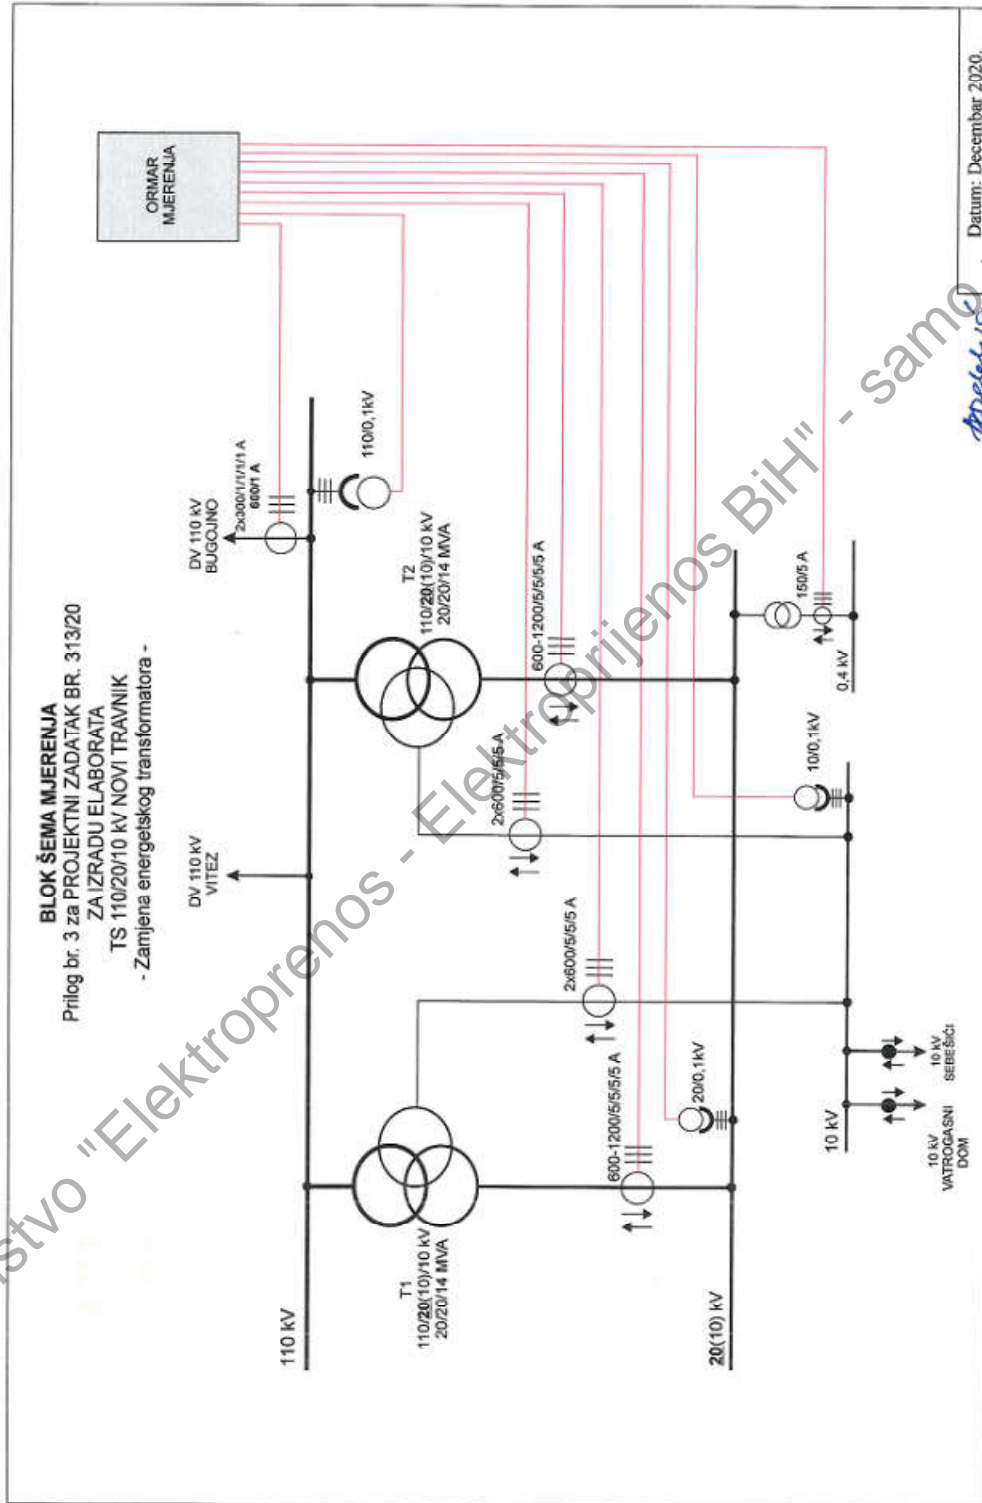 BLOK ŠEMA MJERENJA
Prilog br. 3 za PROJEKTNI ZADATAK BR. 313/20
ZA IZRADU ELABORATA
TS 110/20/10 kV NOVI TRAVNIK
- Zamjena energetskog transformatora -
ORMAR
MJERENJA
DV 110 kV
VITEZ
DV 110 kV
BUGOJNO
2x300/1/1/1/1 A
600/1 A
110 kV
110/0,1kV
T1
110/20(10)/10 kV
20/20/14 MVA
T2
110/20(10)/10 kV
20/20/14 MVA
600-1200/5/5/5/5 A
2x600/5/5/5 A
2x600/5/5/5 A
600-1200/5/5/5/5 A
20/0,1kV
20(10) kV
150/5 A
10/0,1kV
0,4 kV
10 kV
10 kV
VATROGASNI
DOM
10 kV
SEBEŠIĆI
Datum: Decembar 2020.
stvo "Elektroprenos - Elektroprijenos BiH" - samo